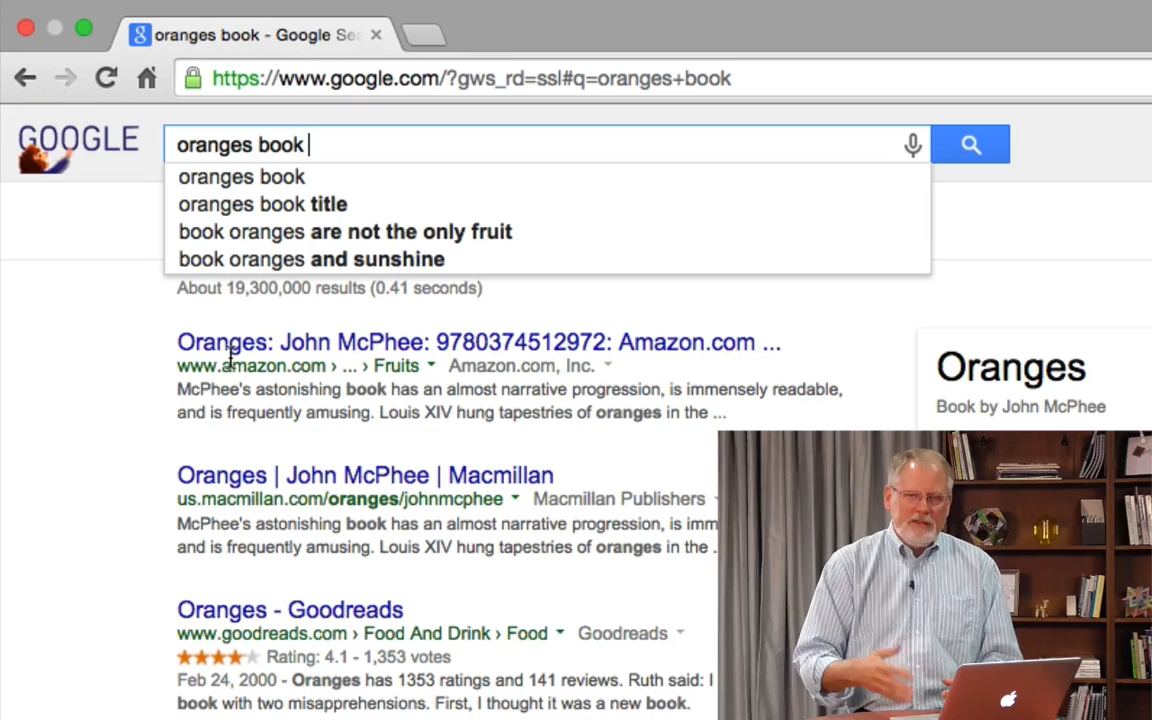 oranges book - Google Sea
https://www.google.com/?gws_rd=ssl#q=oranges+book
GOOGLE
oranges book
oranges book
oranges book title
book oranges are not the only fruit
book oranges and sunshine
About 19,300,000 results (0.41 seconds)
Oranges: John McPhee: 9780374512972: Amazon.com ...
www.amazon.com › ... › Fruits Amazon.com, Inc.
McPhee's astonishing book has an almost narrative progression, is immensely readable,
and is frequently amusing. Louis XIV hung tapestries of oranges in the ...
Oranges
Book by John McPhee
Oranges | John McPhee | Macmillan
us.macmillan.com/oranges/johnmcphee Macmillan Publishers
McPhee's astonishing book has an almost narrative progression, is imm
and is frequently amusing. Louis XIV hung tapestries of oranges in the .
Oranges - Goodreads
www.goodreads.com › Food And Drink › Food Goodreads
Rating: 4.1 - 1,353 votes
Feb 24, 2000 - Oranges has 1353 ratings and 141 reviews. Ruth said: I
book with two misapprehensions. First, I thought it was a new book.